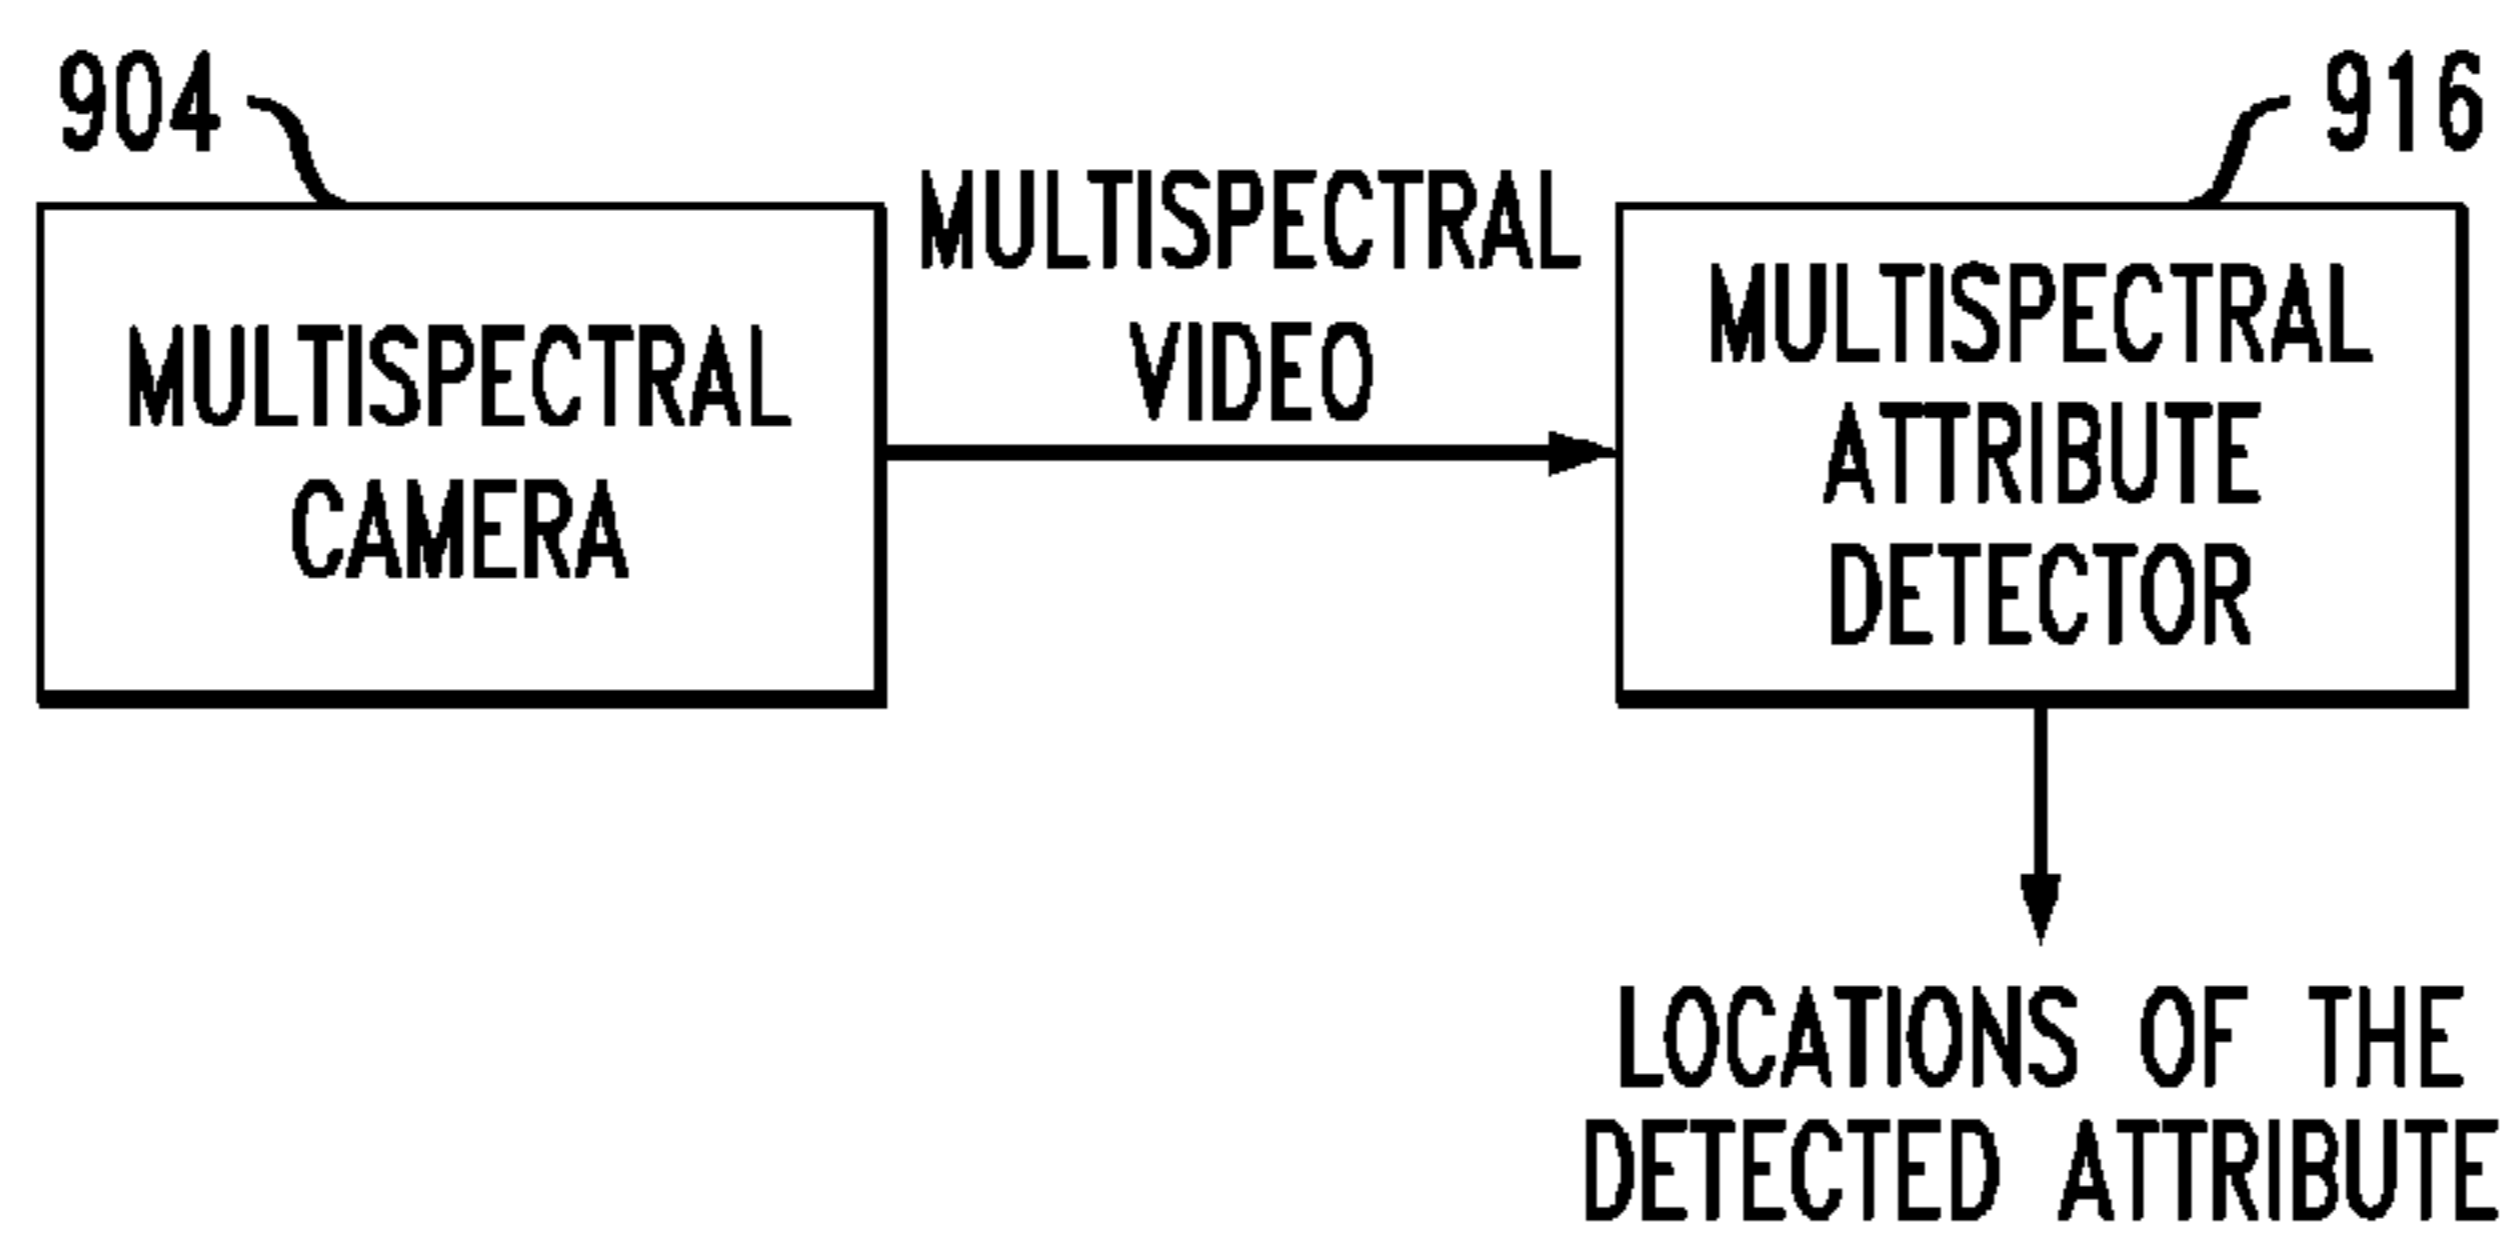 904
MULTISPECTRAL
CAMERA
MULTISPECTRAL
VIDEO
916
MULTISPECTRAL
ATTRIBUTE
DETECTOR
LOCATIONS OF THE
DETECTED ATTRIBUTE